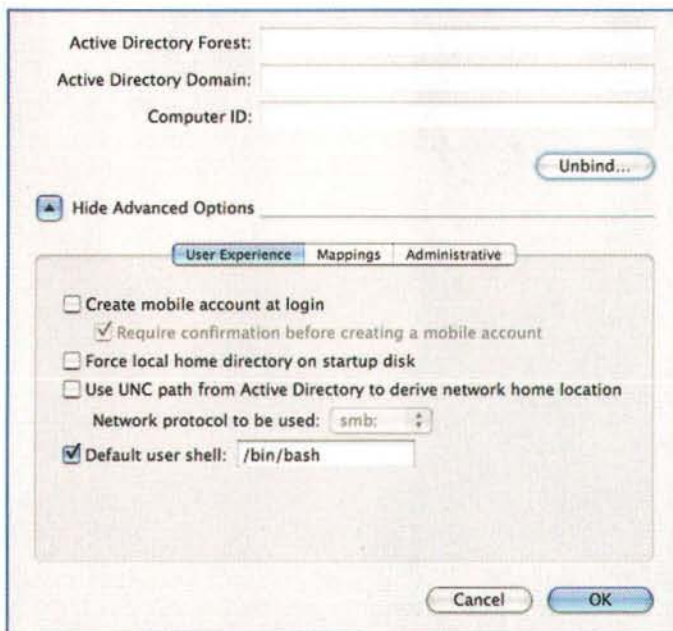 Active Directory Forest:
Active Directory Domain:
Computer ID:
Unbind...
Hide Advanced Options
User Experience Mappings Administrative
Create mobile account at login
Require confirmation before creating a mobile account
Force local home directory on startup disk
Use UNC path from Active Directory to derive network home location
Network protocol to be used: smb:
Default user shell: /bin/bash
Cancel OK